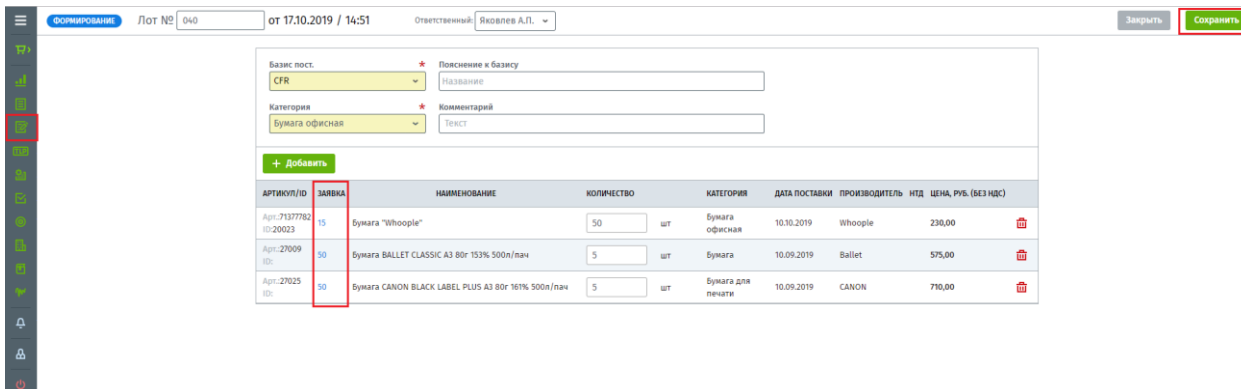 ФОРМИРОВАНИЕ Лот № 040 от 17.10.2019 / 14:51 Ответственный: Яковлев А.П. Закрыть Сохранить
Базис пост. * Пояснение к базису
CFR Название
Категория * Комментарий
Бумага офисная Текст
+ Добавить
АРТИКУЛ/ID ЗАЯВКА НАИМЕНОВАНИЕ КОЛИЧЕСТВО КАТЕГОРИЯ ДАТА ПОСТАВКИ ПРОИЗВОДИТЕЛЬ НТД ЦЕНА, РУБ. (БЕЗ НДС)
Арт.:71377782
ID:20023
15 Бумага "Whoople" 50 шт Бумага офисная 10.10.2019 Whoople 230,00
Арт.:27009
ID:
50 Бумага BALLET CLASSIC A3 80г 153% 500л/пач 5 шт Бумага 10.09.2019 Ballet 575,00
Арт.:27025
ID:
50 Бумага CANON BLACK LABEL PLUS A3 80г 161% 500л/пач 5 шт Бумага для печати 10.09.2019 CANON 710,00